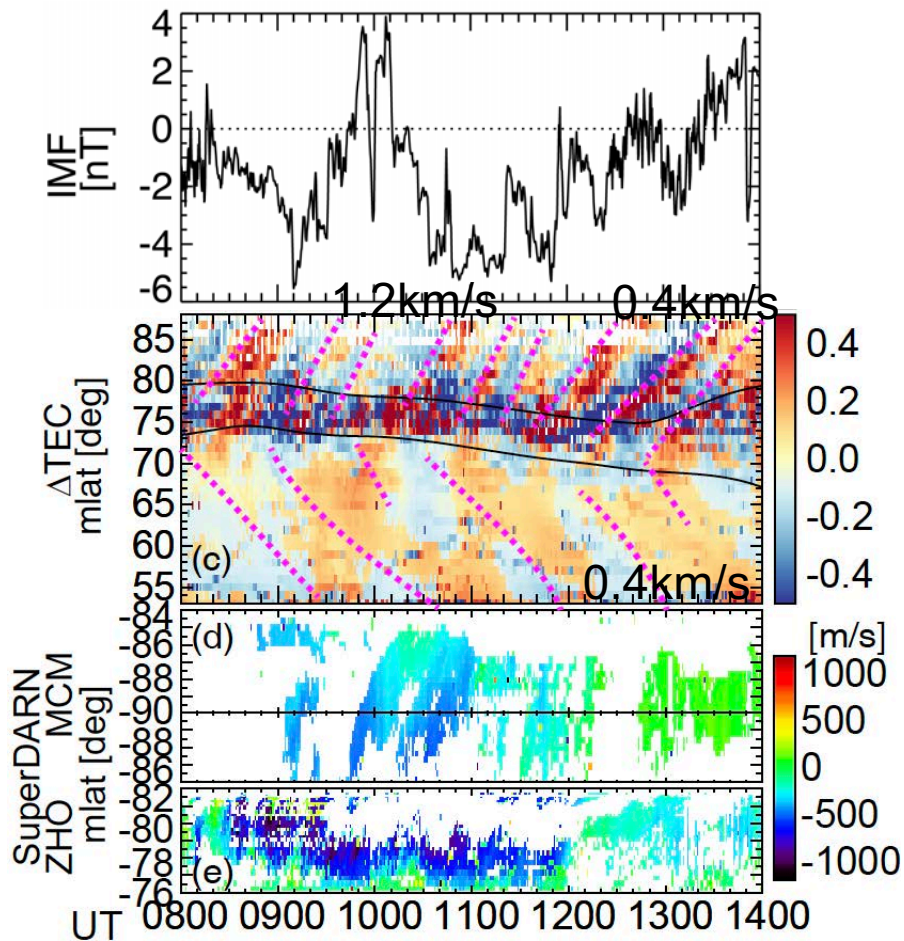 4
2
0
-2
-4
-6
IMF
[nT]
1.2km/s
0.4km/s
85
80
75
70
65
60
55
ΔTEC
mlat [deg]
(c)
0.4km/s
0.4
0.2
0.0
-0.2
-0.4
-84
-86
-88
-90
-88
-86
(d)
SuperDARN
MCM
ZHO
mlat [deg]
-82
-80
-78
-76
(e)
[m/s]
1000
500
0
-500
-1000
UT
0800 0900 1000 1100 1200 1300 1400